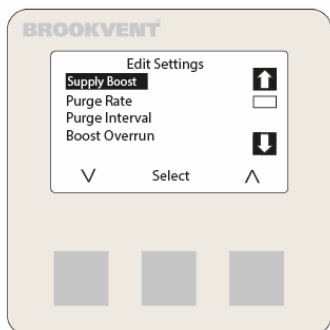 BROOKVENT
Edit Settings
Supply Boost
Purge Rate
Purge Interval
Boost Overrun
Select